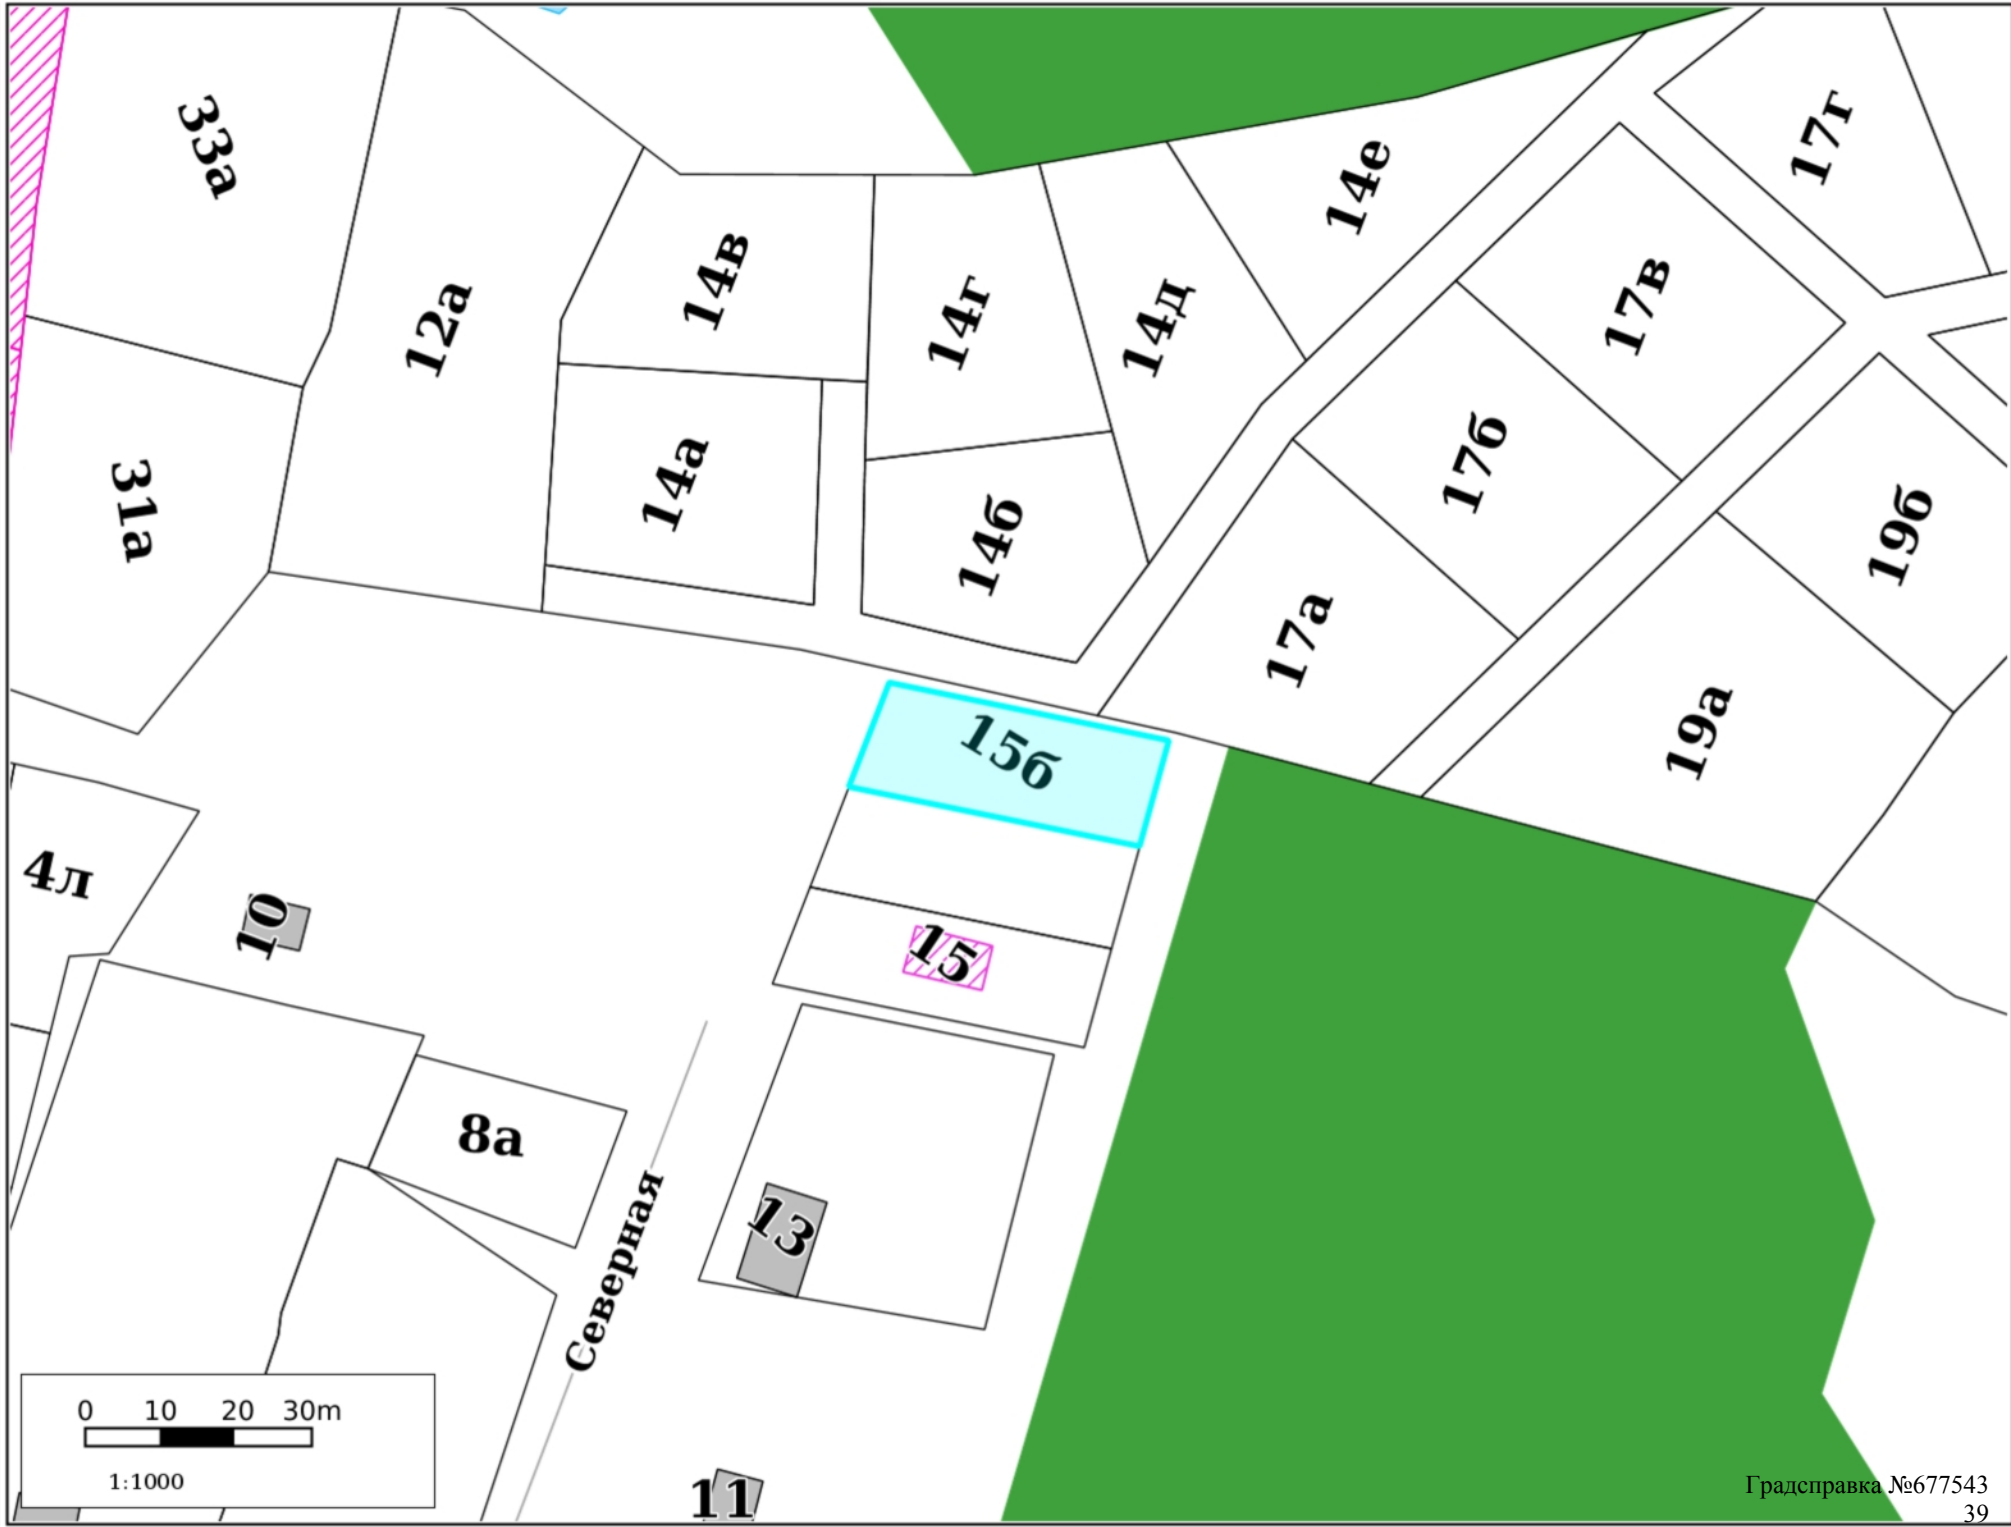 33а
14е
17г
12а
14в
14г
14д
17в
31а
14а
14б
17б
19б
17а
15б
19а
4л
10
15
8а
13
Северная
0 10 20 30m
1:1000
11
Градсправка №677543
39